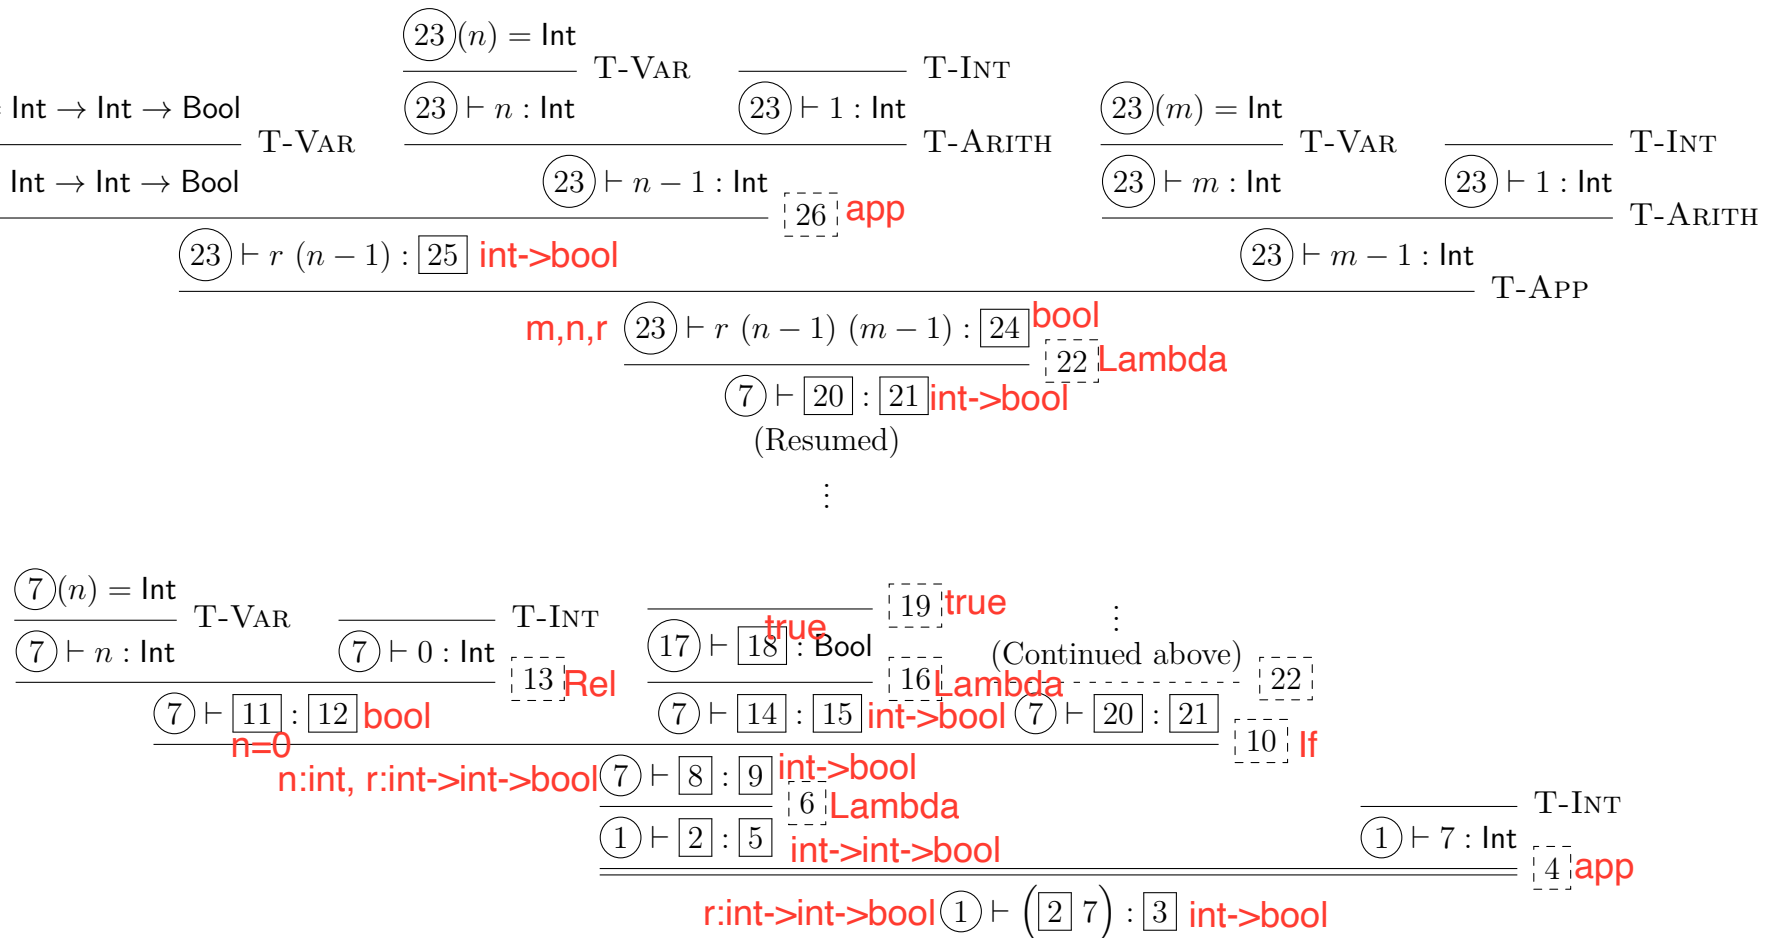 23 (n) = Int
T-VAR T-INT
= Int → Int → Bool 23 ⊢ n : Int 23 ⊢ 1 : Int 23 (m) = Int
T-VAR T-ARITH T-VAR T-INT
Int → Int → Bool 23 ⊢ n − 1 : Int 23 ⊢ m : Int 23 ⊢ 1 : Int
26 app T-ARITH
23 ⊢ r (n − 1) : 25 int->bool 23 ⊢ m − 1 : Int
T-APP
m,n,r 23 ⊢ r (n − 1) (m − 1) : 24 bool
22 Lambda
7 ⊢ 20 : 21 int->bool
(Resumed)
⋮
7 (n) = Int
T-VAR T-INT 19 true ⋮
7 ⊢ n : Int 7 ⊢ 0 : Int 17 ⊢ 18 : Bool true (Continued above)
13 Rel 16 Lambda 22
7 ⊢ 11 : 12 bool 7 ⊢ 14 : 15 int->bool 7 ⊢ 20 : 21
n=0 10 If
n:int, r:int->int->bool 7 ⊢ 8 : 9 int->bool
6 Lambda T-INT
1 ⊢ 2 : 5 int->int->bool 1 ⊢ 7 : Int
4 app
r:int->int->bool 1 ⊢ ( 2 7 ) : 3 int->bool